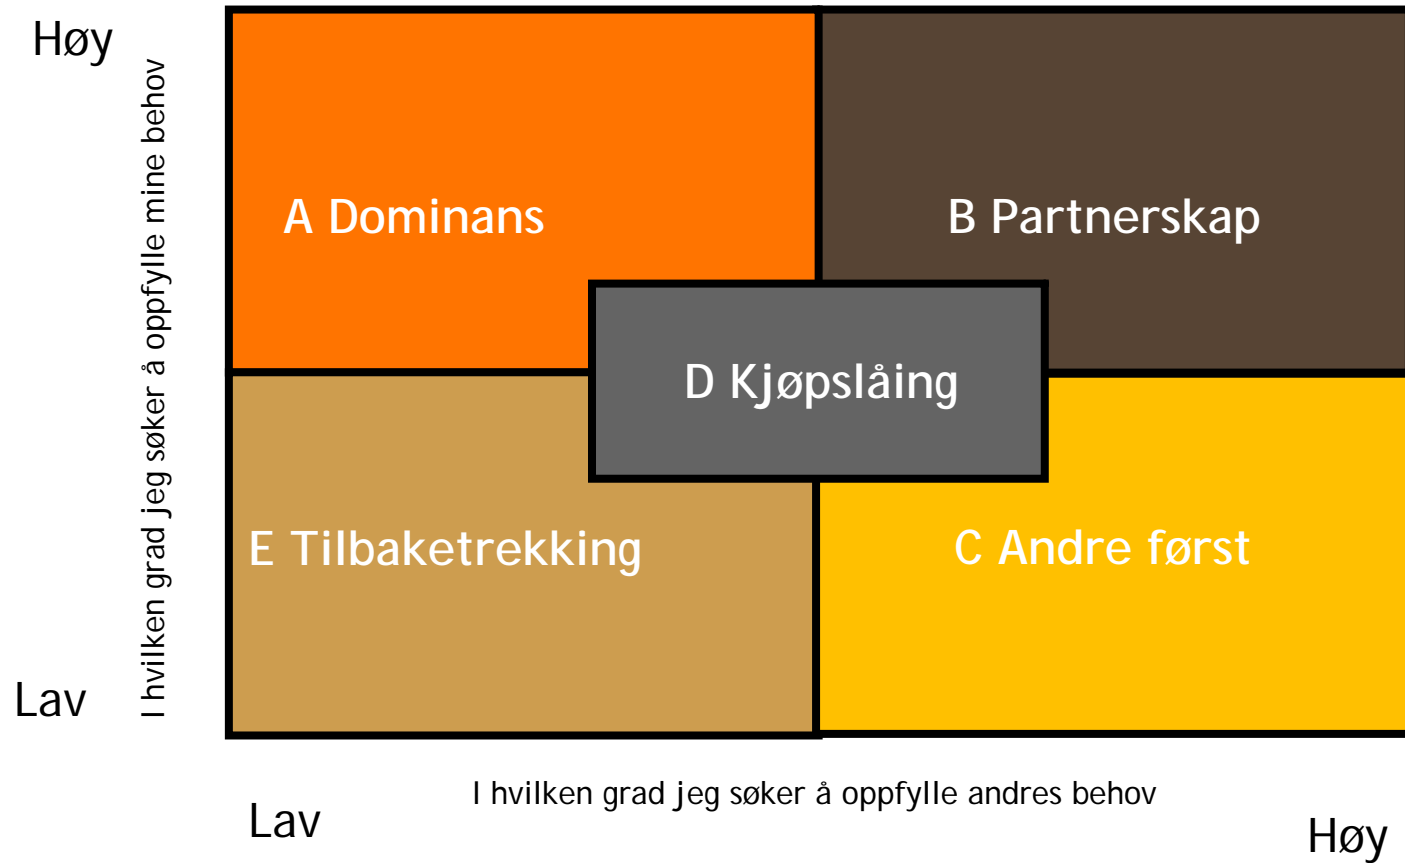 Høy
I hvilken grad jeg søker å oppfylle mine behov
A Dominans
B Partnerskap
D Kjøpslåing
E Tilbaketrekking
C Andre først
Lav
I hvilken grad jeg søker å oppfylle andres behov
Lav
Høy